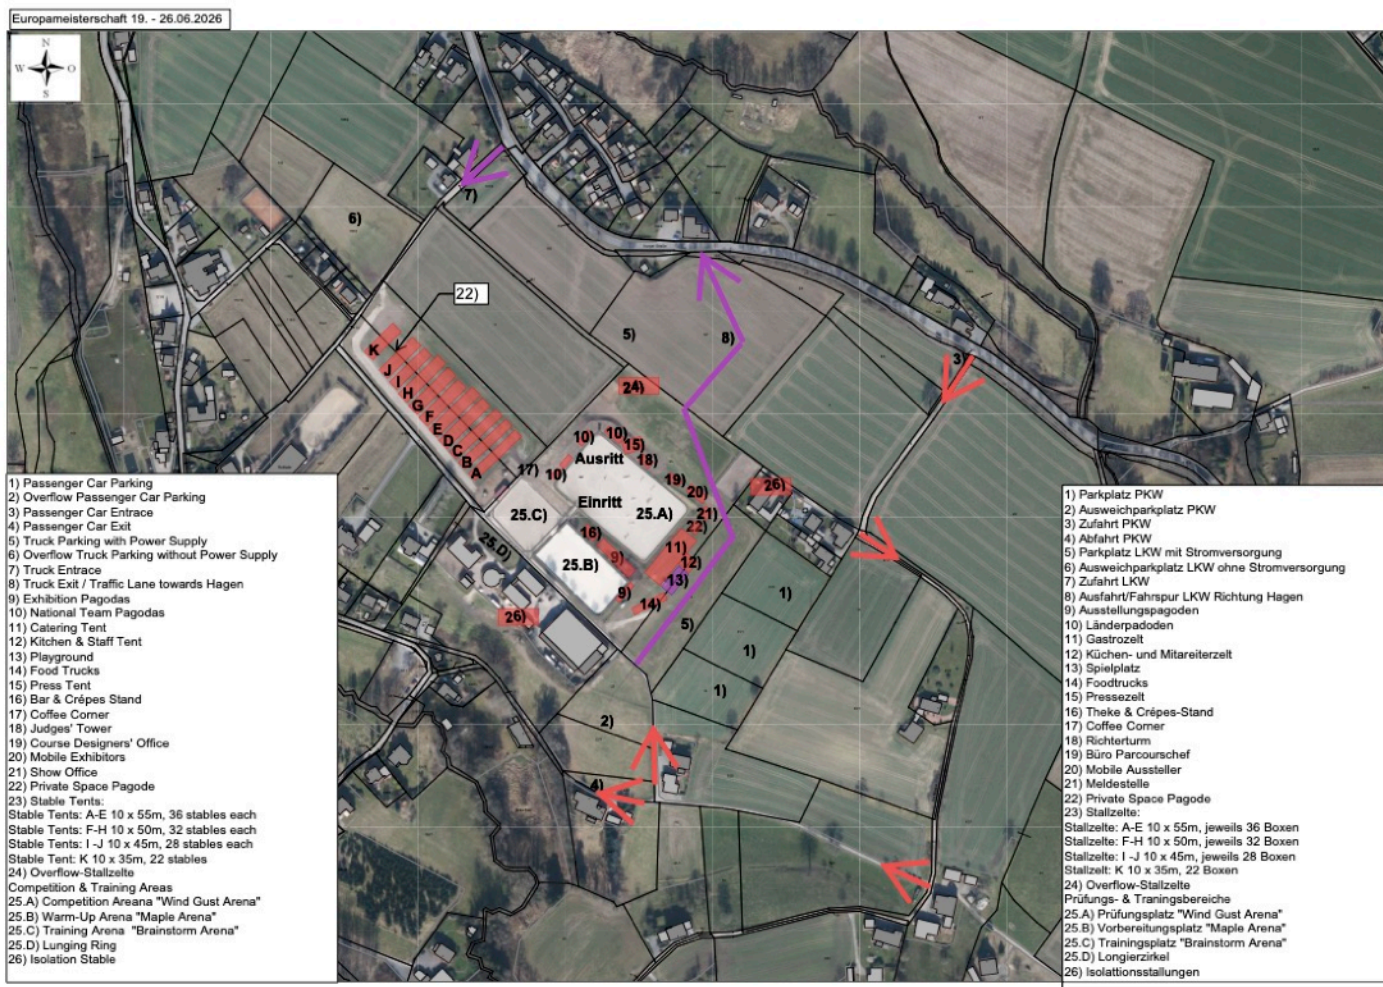 Europameisterschaft 19. - 26.06.2026
N
W O
S
7)
6)
22)
5)
8)
3)
K
J
I
H
G
F
E
D
C
B
A
24)
10)
10)
15)
Ausritt
18)
17)
10)
19)
20)
26)
Einritt
25.A)
21)
22)
25.C)
16)
11)
25.D)
25.B)
9)
12)
13)
9)
14)
1)
26)
5)
1)
1)
2)
4)
1) Passenger Car Parking
2) Overflow Passenger Car Parking
3) Passenger Car Entrace
4) Passenger Car Exit
5) Truck Parking with Power Supply
6) Overflow Truck Parking without Power Supply
7) Truck Entrace
8) Truck Exit / Traffic Lane towards Hagen
9) Exhibition Pagodas
10) National Team Pagodas
11) Catering Tent
12) Kitchen & Staff Tent
13) Playground
14) Food Trucks
15) Press Tent
16) Bar & Crépes Stand
17) Coffee Corner
18) Judges' Tower
19) Course Designers' Office
20) Mobile Exhibitors
21) Show Office
22) Private Space Pagode
23) Stable Tents:
Stable Tents: A-E 10 x 55m, 36 stables each
Stable Tents: F-H 10 x 50m, 32 stables each
Stable Tents: I -J 10 x 45m, 28 stables each
Stable Tent: K 10 x 35m, 22 stables
24) Overflow-Stallzelte
Competition & Training Areas
25.A) Competition Areana "Wind Gust Arena"
25.B) Warm-Up Arena "Maple Arena"
25.C) Training Arena "Brainstorm Arena"
25.D) Lunging Ring
26) Isolation Stable
1) Parkplatz PKW
2) Ausweichparkplatz PKW
3) Zufahrt PKW
4) Abfahrt PKW
5) Parkplatz LKW mit Stromversorgung
6) Ausweichparkplatz LKW ohne Stromversorgung
7) Zufahrt LKW
8) Ausfahrt/Fahrspur LKW Richtung Hagen
9) Ausstellungspagoden
10) Länderpadoden
11) Gastrozelt
12) Küchen- und Mitareiterzelt
13) Spielplatz
14) Foodtrucks
15) Pressezelt
16) Theke & Crépes-Stand
17) Coffee Corner
18) Richterturm
19) Büro Parcourschef
20) Mobile Aussteller
21) Meldestelle
22) Private Space Pagode
23) Stallzelte:
Stallzelte: A-E 10 x 55m, jeweils 36 Boxen
Stallzelte: F-H 10 x 50m, jeweils 32 Boxen
Stallzelte: I -J 10 x 45m, jeweils 28 Boxen
Stallzelt: K 10 x 35m, 22 Boxen
24) Overflow-Stallzelte
Prüfungs- & Traningsbereiche
25.A) Prüfungsplatz "Wind Gust Arena"
25.B) Vorbereitungsplatz "Maple Arena"
25.C) Trainingsplatz "Brainstorm Arena"
25.D) Longierzirkel
26) Isolattionsstallungen